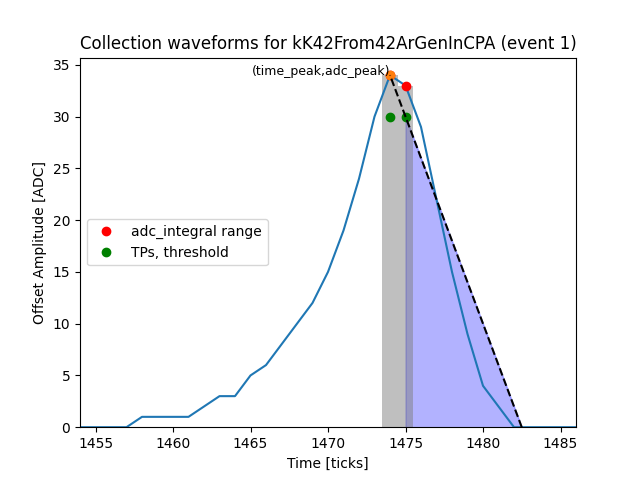 Collection waveforms for kK42From42ArGenInCPA (event 1)
(time_peak,adc_peak)
Offset Amplitude [ADC]
35
30
25
20
15
10
5
0
adc_integral range
TPs, threshold
1455 1460 1465 1470 1475 1480 1485
Time [ticks]